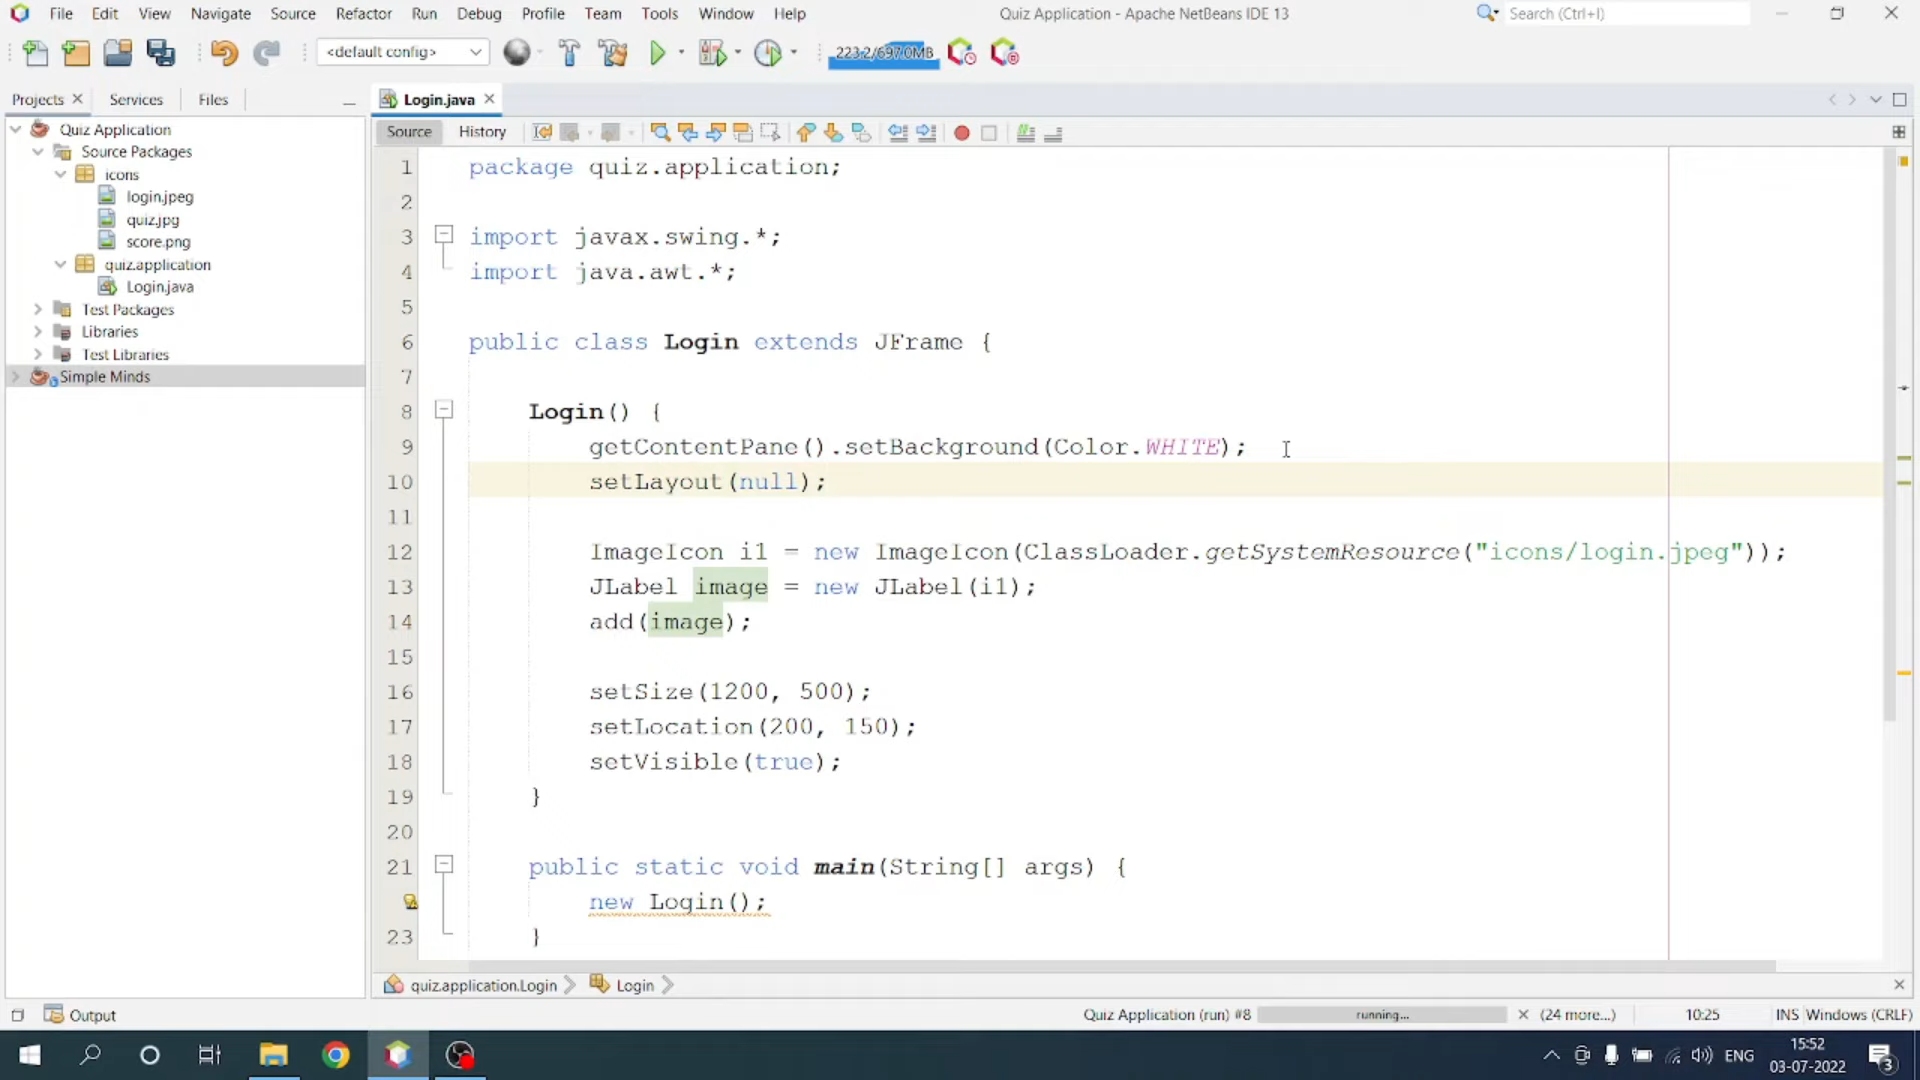 File Edit View Navigate Source Refactor Run Debug Profile Team Tools Window Help
Quiz Application - Apache NetBeans IDE 13
Search (Ctrl+I)
<default config>
223.2/697.0MB
Projects Services Files
Login.java
Source History
Quiz Application
Source Packages
icons
login.jpeg
quiz.jpg
score.png
quiz.application
Login.java
Test Packages
Libraries
Test Libraries
Simple Minds
1 package quiz.application;
2
3 import javax.swing.*;
4 import java.awt.*;
5
6 public class Login extends JFrame {
7
8 Login() {
9 getContentPane().setBackground(Color.WHITE);
10 setLayout(null);
11
12 ImageIcon i1 = new ImageIcon(ClassLoader.getSystemResource("icons/login.jpeg"));
13 JLabel image = new JLabel(i1);
14 add(image);
15
16 setSize(1200, 500);
17 setLocation(200, 150);
18 setVisible(true);
19 }
20
21 public static void main(String[] args) {
new Login();
23 }
quiz.application.Login Login
Output
Quiz Application (run) #8 running... (24 more...) 10:25 INS Windows (CRLF)
ENG
15:52
03-07-2022
3